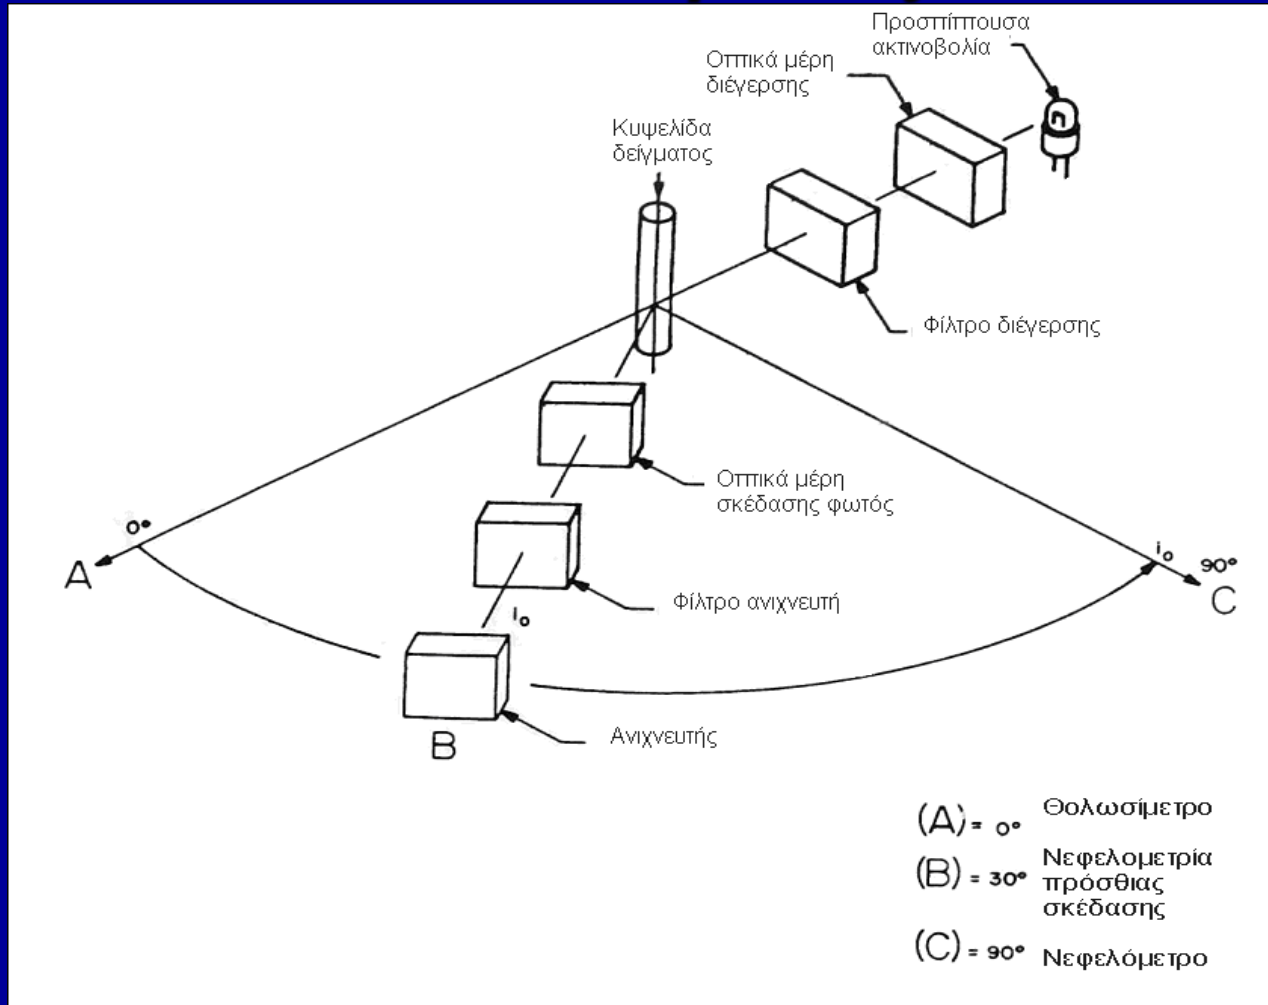 Προσπίπτουσα
ακτινοβολία
Οπτικά μέρη
διέγερσης
Κυψελίδα
δείγματος
Φίλτρο διέγερσης
Οπτικά μέρη
σκέδασης φωτός
0°
A
i₀
90°
C
Φίλτρο ανιχνευτή
i₀
Ανιχνευτής
B
(A) = 0° Θολωσίμετρο
(B) = 30° Νεφελομετρία
πρόσθιας
σκέδασης
(C) = 90° Νεφελόμετρο